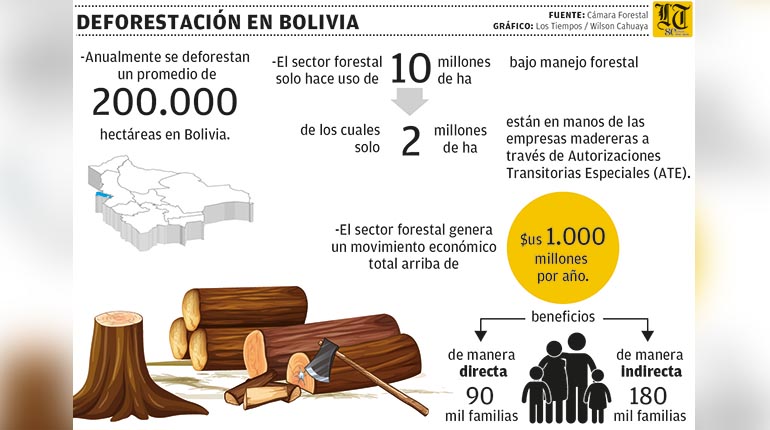 DEFORESTACIÓN EN BOLIVIA
FUENTE: Cámara Forestal
GRÁFICO: Los Tiempos / Wilson Cahuaya
LT
-Anualmente se deforestan
un promedio de
200.000
hectáreas en Bolivia.
-El sector forestal
solo hace uso de
10 millones
de ha
bajo manejo forestal
de los cuales
solo
2 millones
de ha
están en manos de las
empresas madereras a
través de Autorizaciones
Transitorias Especiales (ATE).
-El sector forestal genera
un movimiento económico
total arriba de
$us 1.000
millones
por año.
beneficios
de manera
directa
90
mil familias
de manera
indirecta
180
mil familias